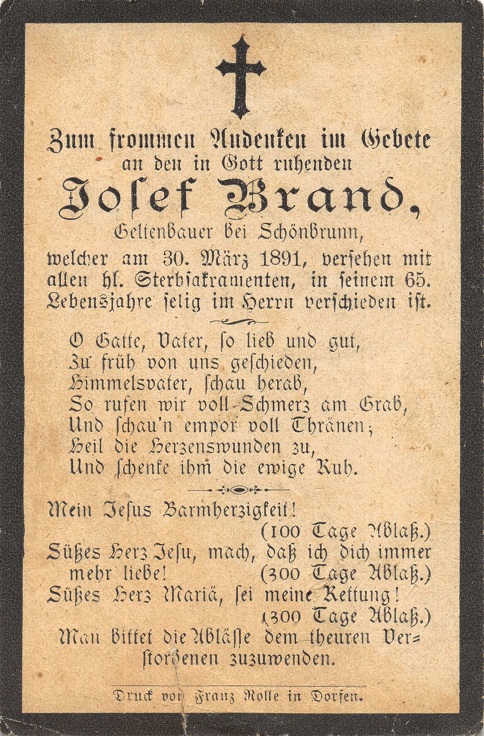 Zum frommen Andenken im Gebete
an den in Gott ruhenden
Josef Brand,
Geltenbauer bei Schönbrunn,
welcher am 30. März 1891, versehen mit
allen hl. Sterbsakramenten, in seinem 65.
Lebensjahre selig im Herrn verschieden ist.
O Gatte, Vater, so lieb und gut,
Zu früh von uns geschieden,
Himmelsvater, schau herab,
So rufen wir voll Schmerz am Grab,
Und schau'n empor voll Thränen;
Heil die Herzenswunden zu,
Und schenke ihm die ewige Ruh.
Mein Jesus Barmherzigkeit!
(100 Tage Ablaß.)
Süßes Herz Jesu, mach, daß ich dich immer
mehr liebe! (300 Tage Ablaß.)
Süßes Herz Mariä, sei meine Rettung!
(300 Tage Ablaß.)
Man bittet die Ablässe dem theuren Ver=
storbenen zuzuwenden.
Druck von Franz Nolle in Dorfen.